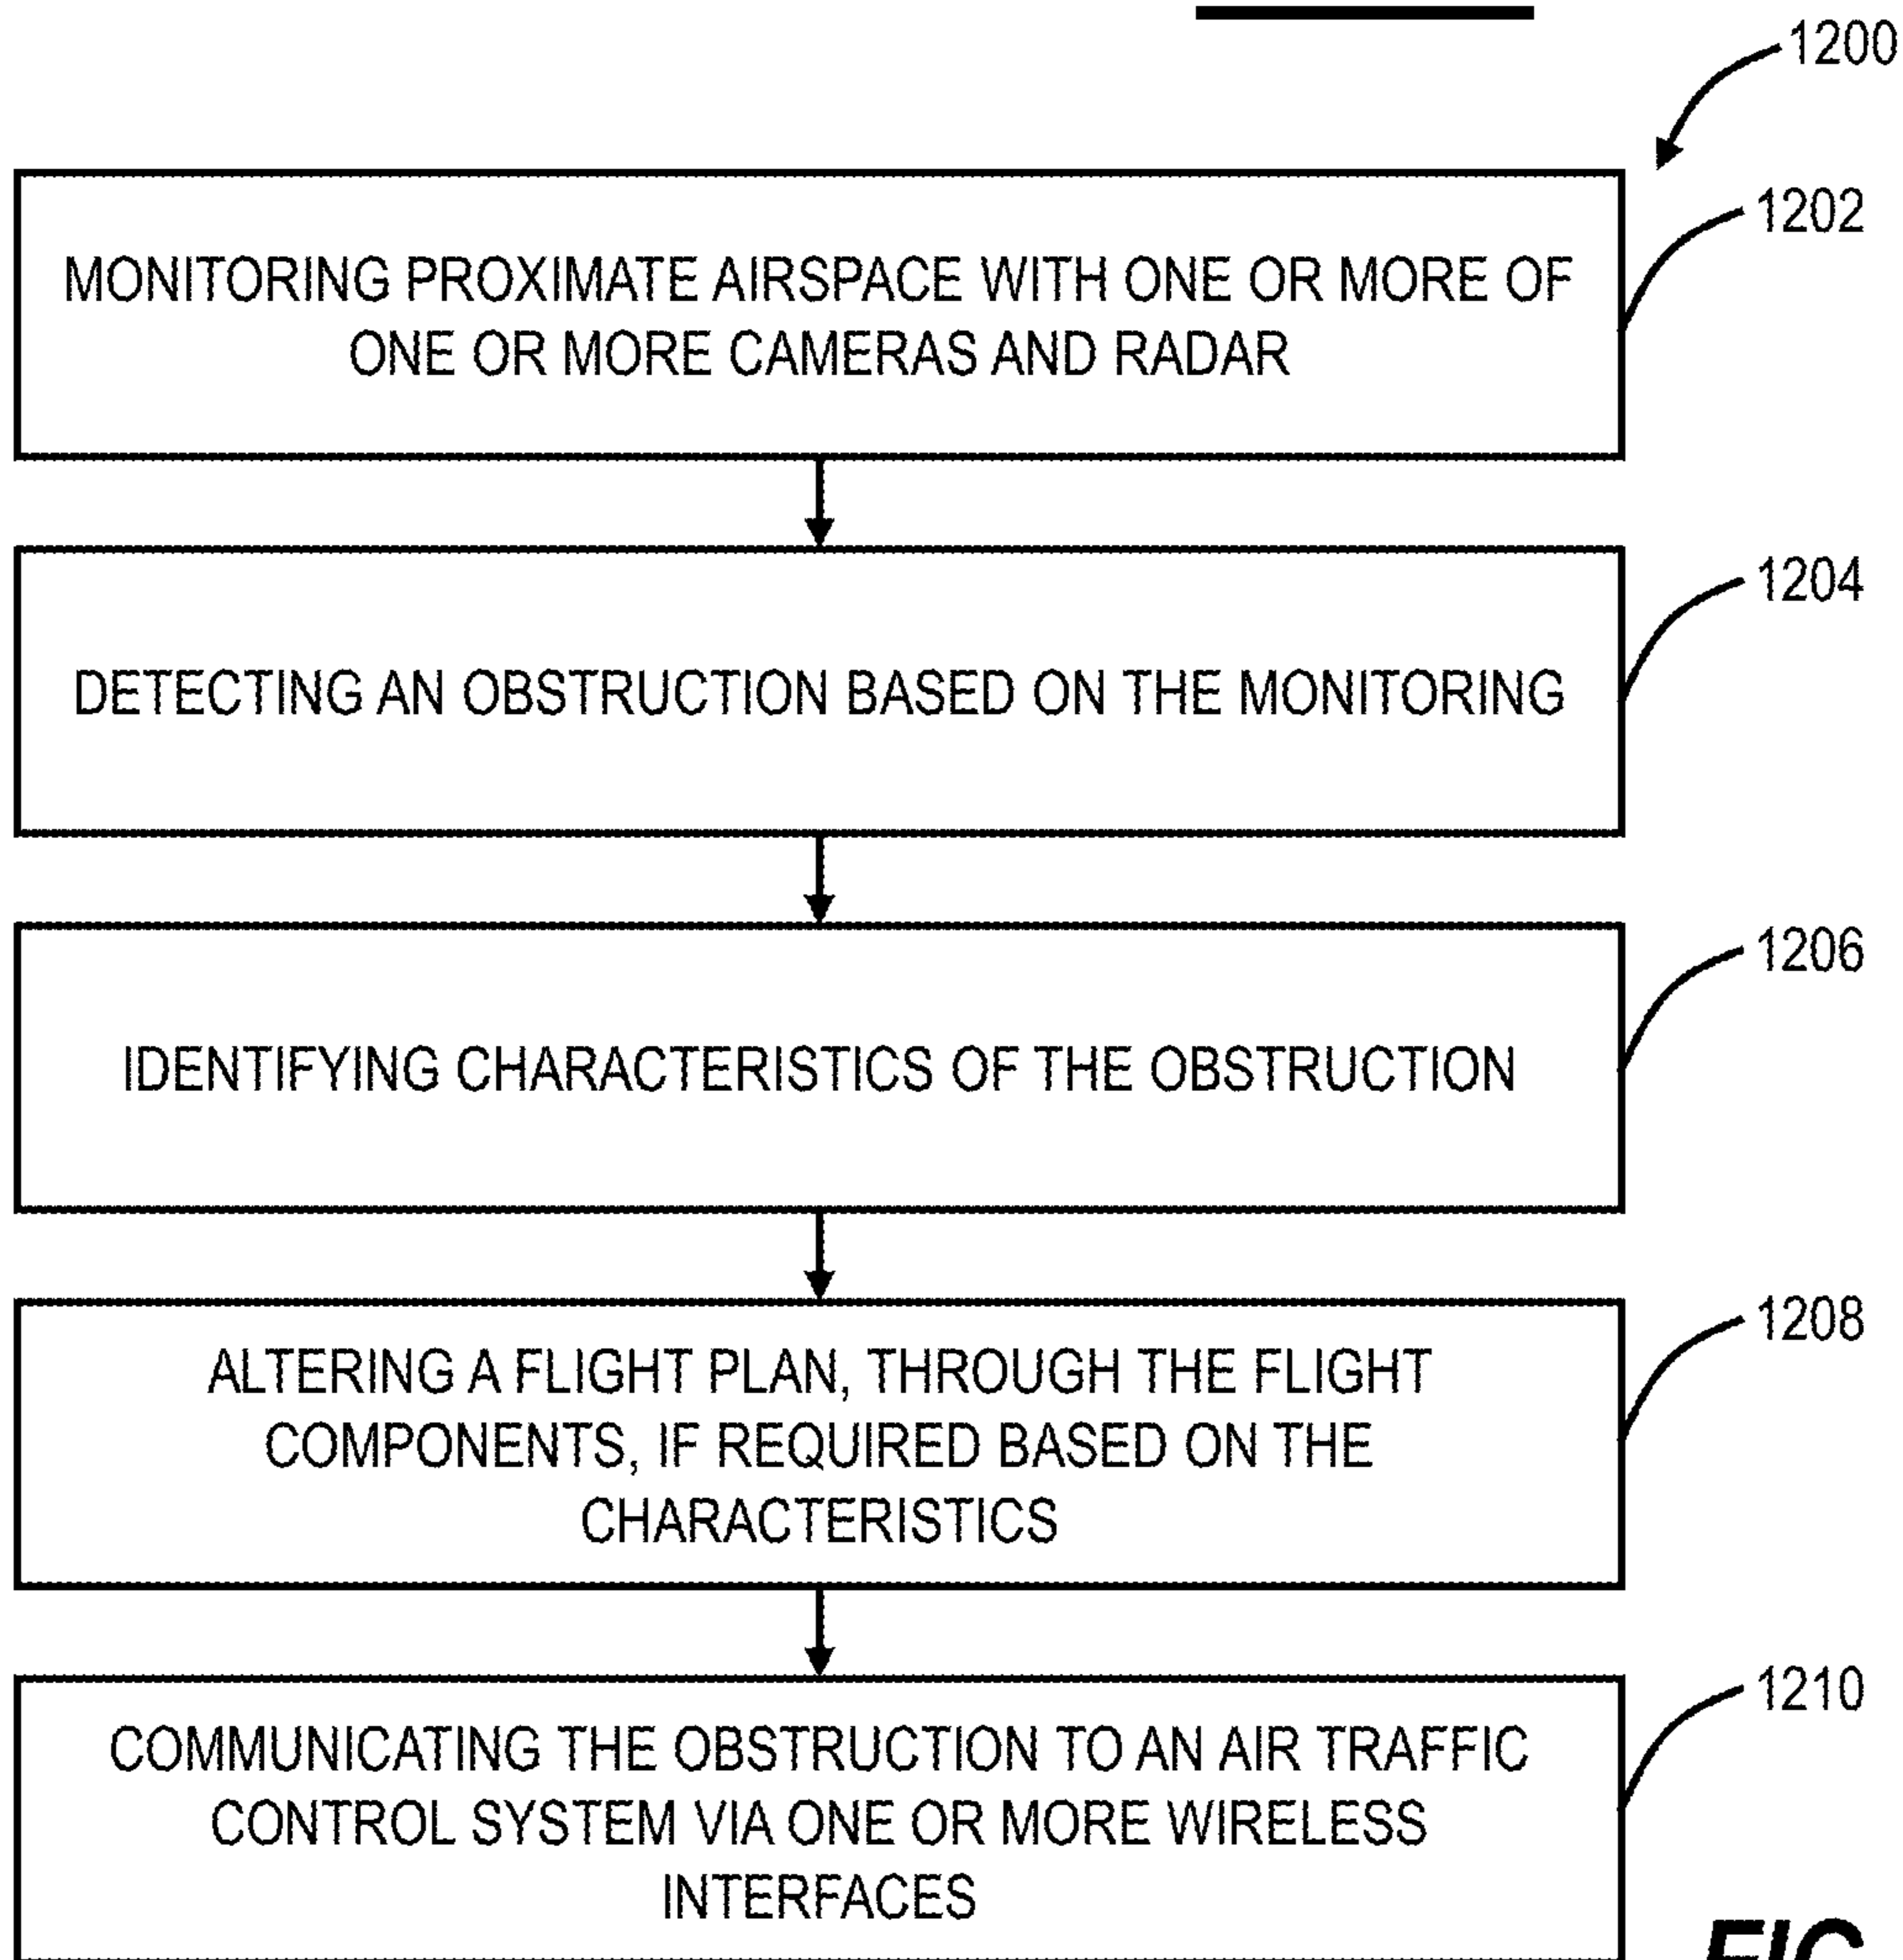 1200
1202
MONITORING PROXIMATE AIRSPACE WITH ONE OR MORE OF
ONE OR MORE CAMERAS AND RADAR
1204
DETECTING AN OBSTRUCTION BASED ON THE MONITORING
1206
IDENTIFYING CHARACTERISTICS OF THE OBSTRUCTION
1208
ALTERING A FLIGHT PLAN, THROUGH THE FLIGHT
COMPONENTS, IF REQUIRED BASED ON THE
CHARACTERISTICS
1210
COMMUNICATING THE OBSTRUCTION TO AN AIR TRAFFIC
CONTROL SYSTEM VIA ONE OR MORE WIRELESS
INTERFACES